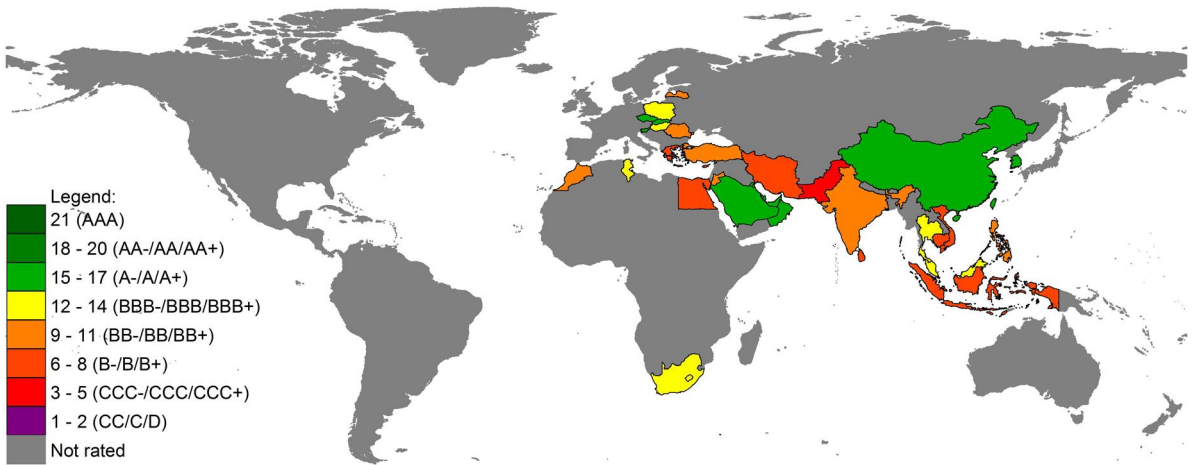 Legend:
21 (AAA)
18 - 20 (AA-/AA/AA+)
15 - 17 (A-/A/A+)
12 - 14 (BBB-/BBB/BBB+)
9 - 11 (BB-/BB/BB+)
6 - 8 (B-/B/B+)
3 - 5 (CCC-/CCC/CCC+)
1 - 2 (CC/C/D)
Not rated